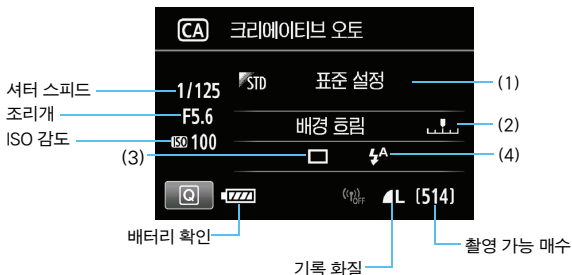 CA 크리에이티브 오토
셔터 스피드
1/125
STD 표준 설정
(1)
조리개
F5.6
ISO 감도
ISO 100
배경 흐림
(2)
(3)
A
(4)
Q
OFF
L [514]
배터리 확인
기록 화질
촬영 가능 매수